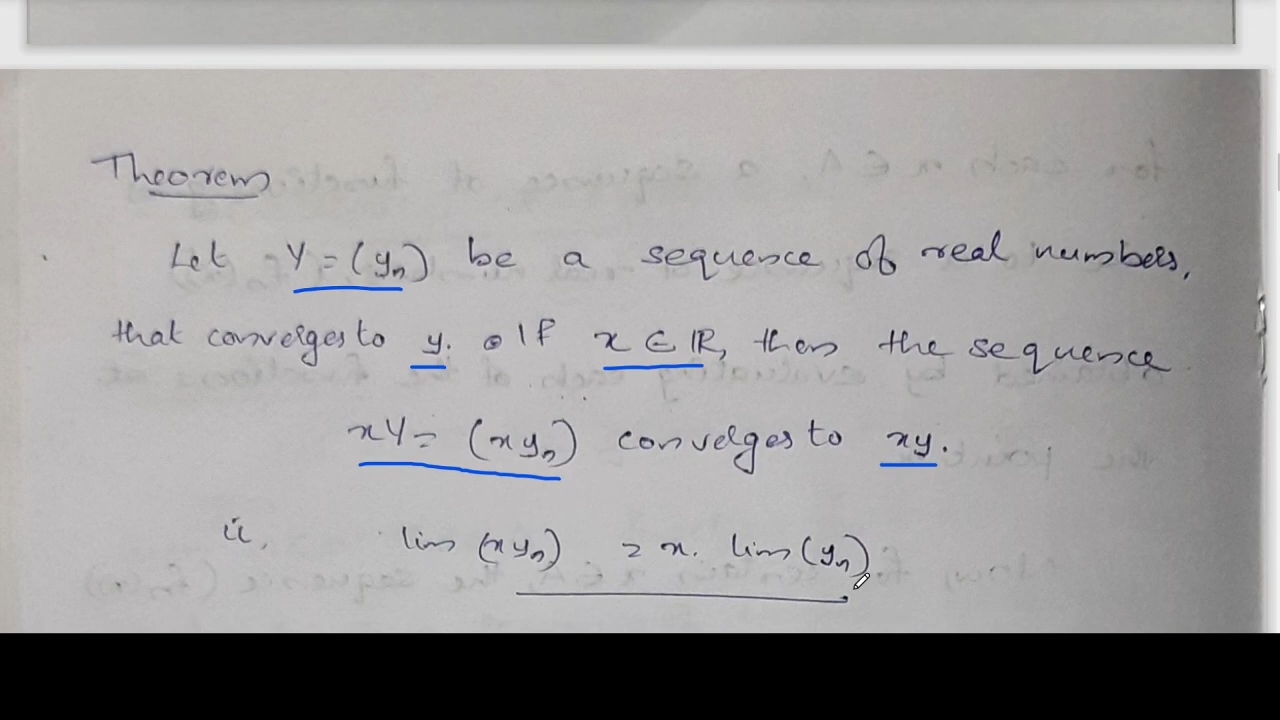 Theorem
Let Y = (yn) be a sequence of real numbers,
that converges to y. If x ∈ ℝ, then the sequence
xY = (xyn) converges to xy.
ie, lim (xyn) = x. lim (yn)